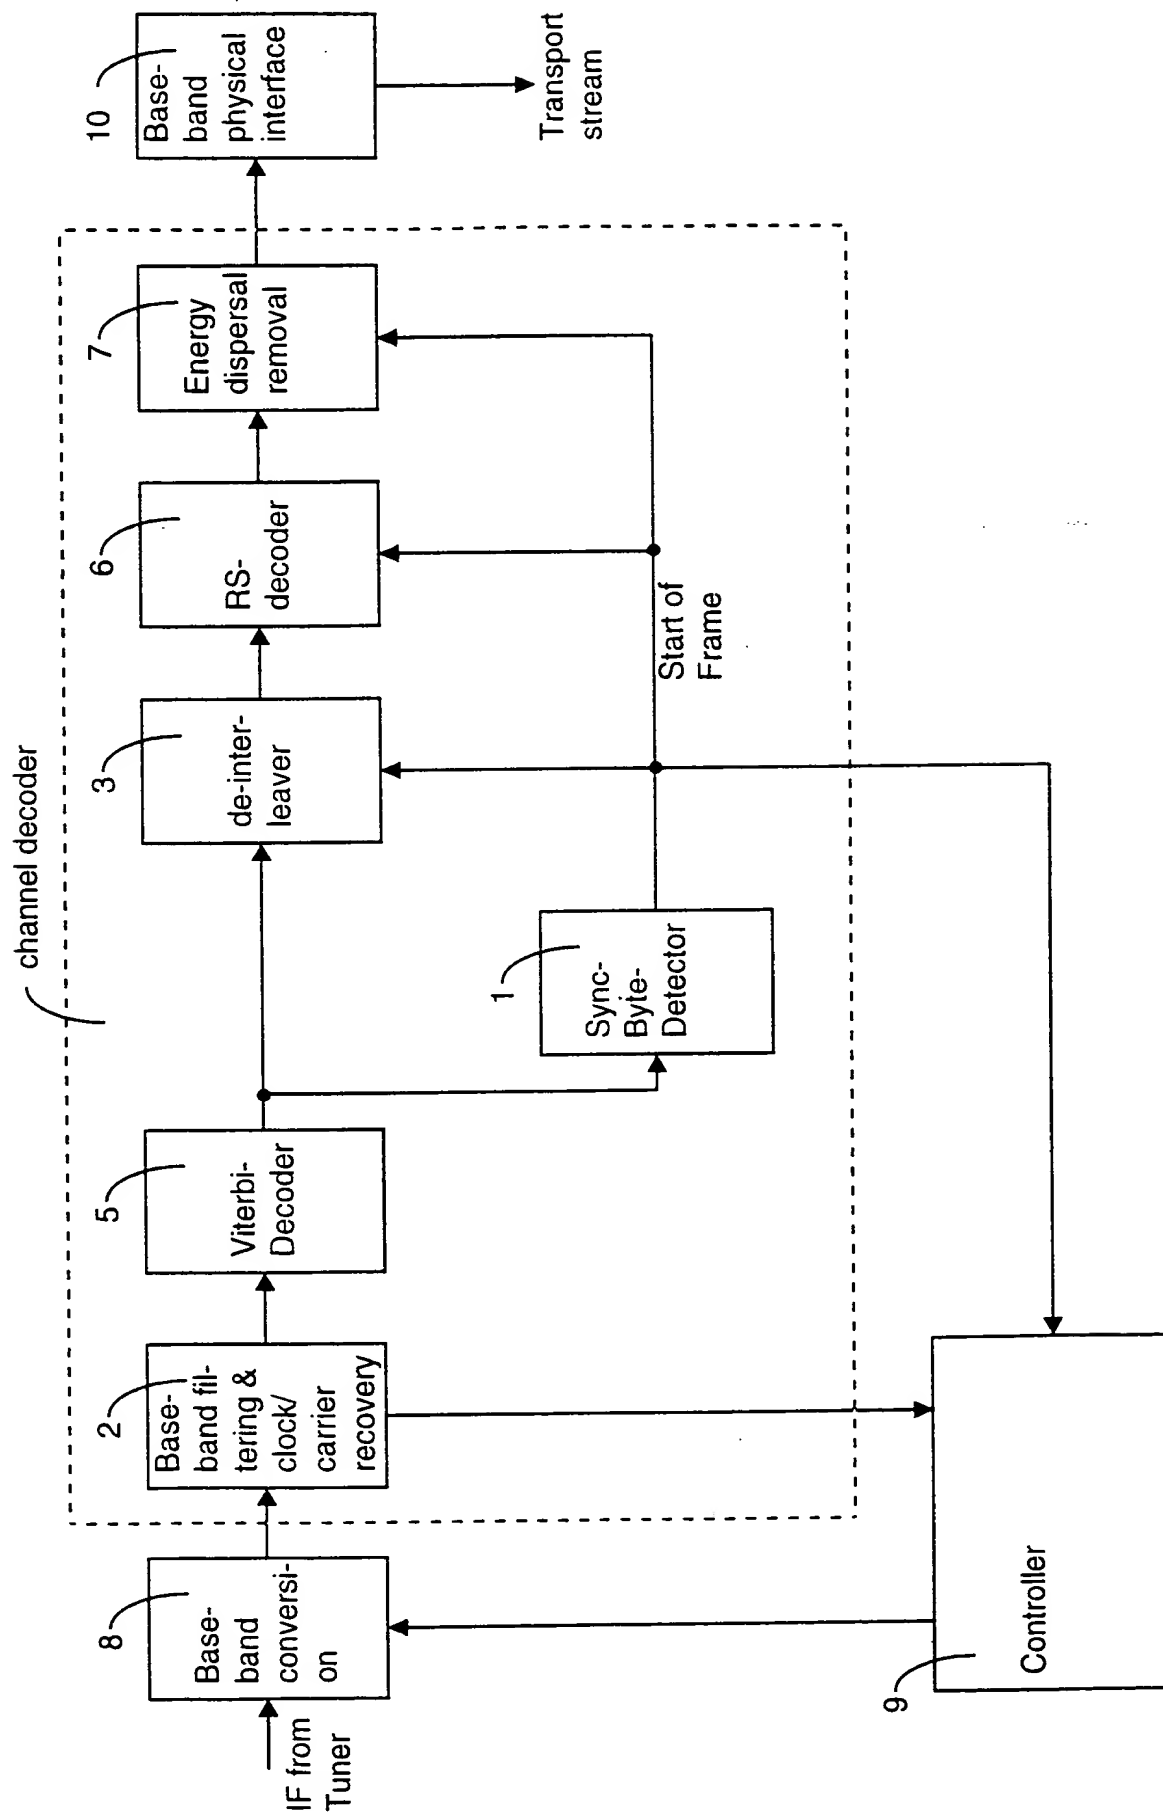 channel decoder
IF from
Tuner
8
Base-
band
conversi-
on
2
Base-
band fil-
tering &
clock/
carrier
recovery
5
Viterbi-
Decoder
3
de-inter-
leaver
6
RS-
decoder
7
Energy
dispersal
removal
10
Base-
band
physical
interface
Transport
stream
1
Sync-
Byte-
Detector
Start of
Frame
9
Controller